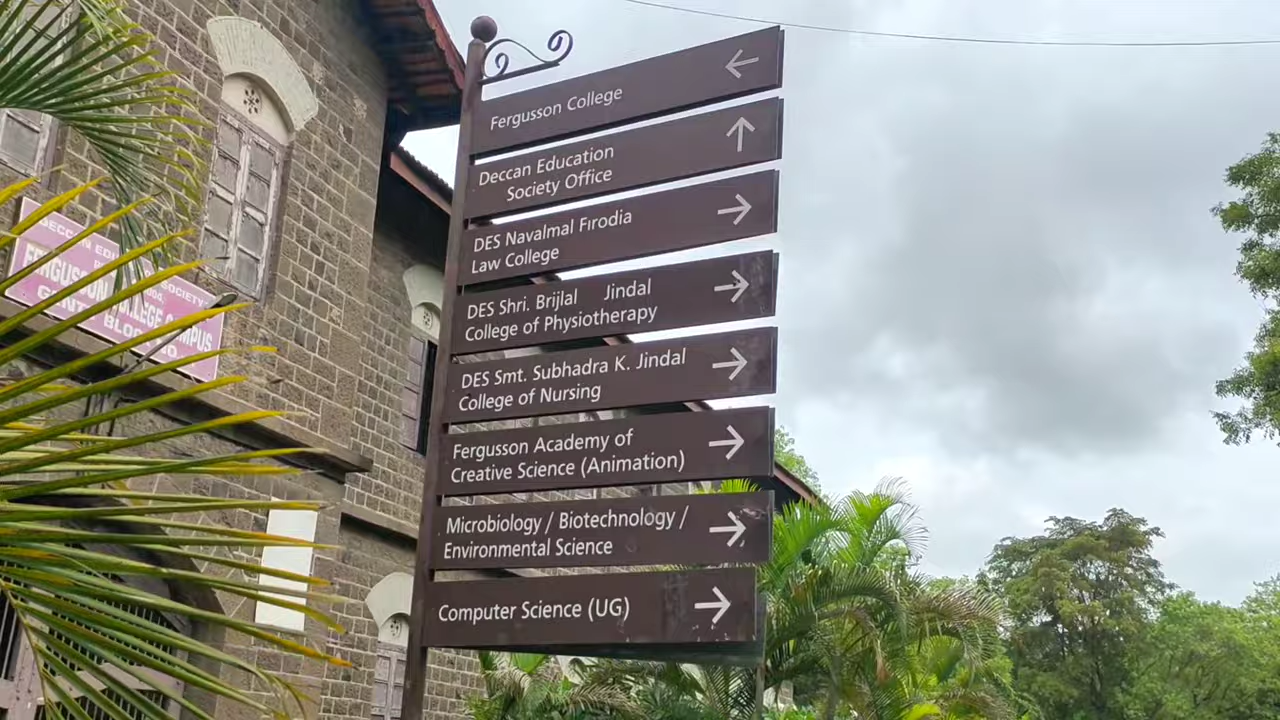 Fergusson College
Deccan Education
Society Office
DES Navalmal Firodia
Law College
DES Shri. Brijlal Jindal
College of Physiotherapy
DES Smt. Subhadra K. Jindal
College of Nursing
Fergusson Academy of
Creative Science (Animation)
Microbiology / Biotechnology /
Environmental Science
Computer Science (UG)
DECCAN SOCIETY
FERGUSSON COLLEGE CAMPUS